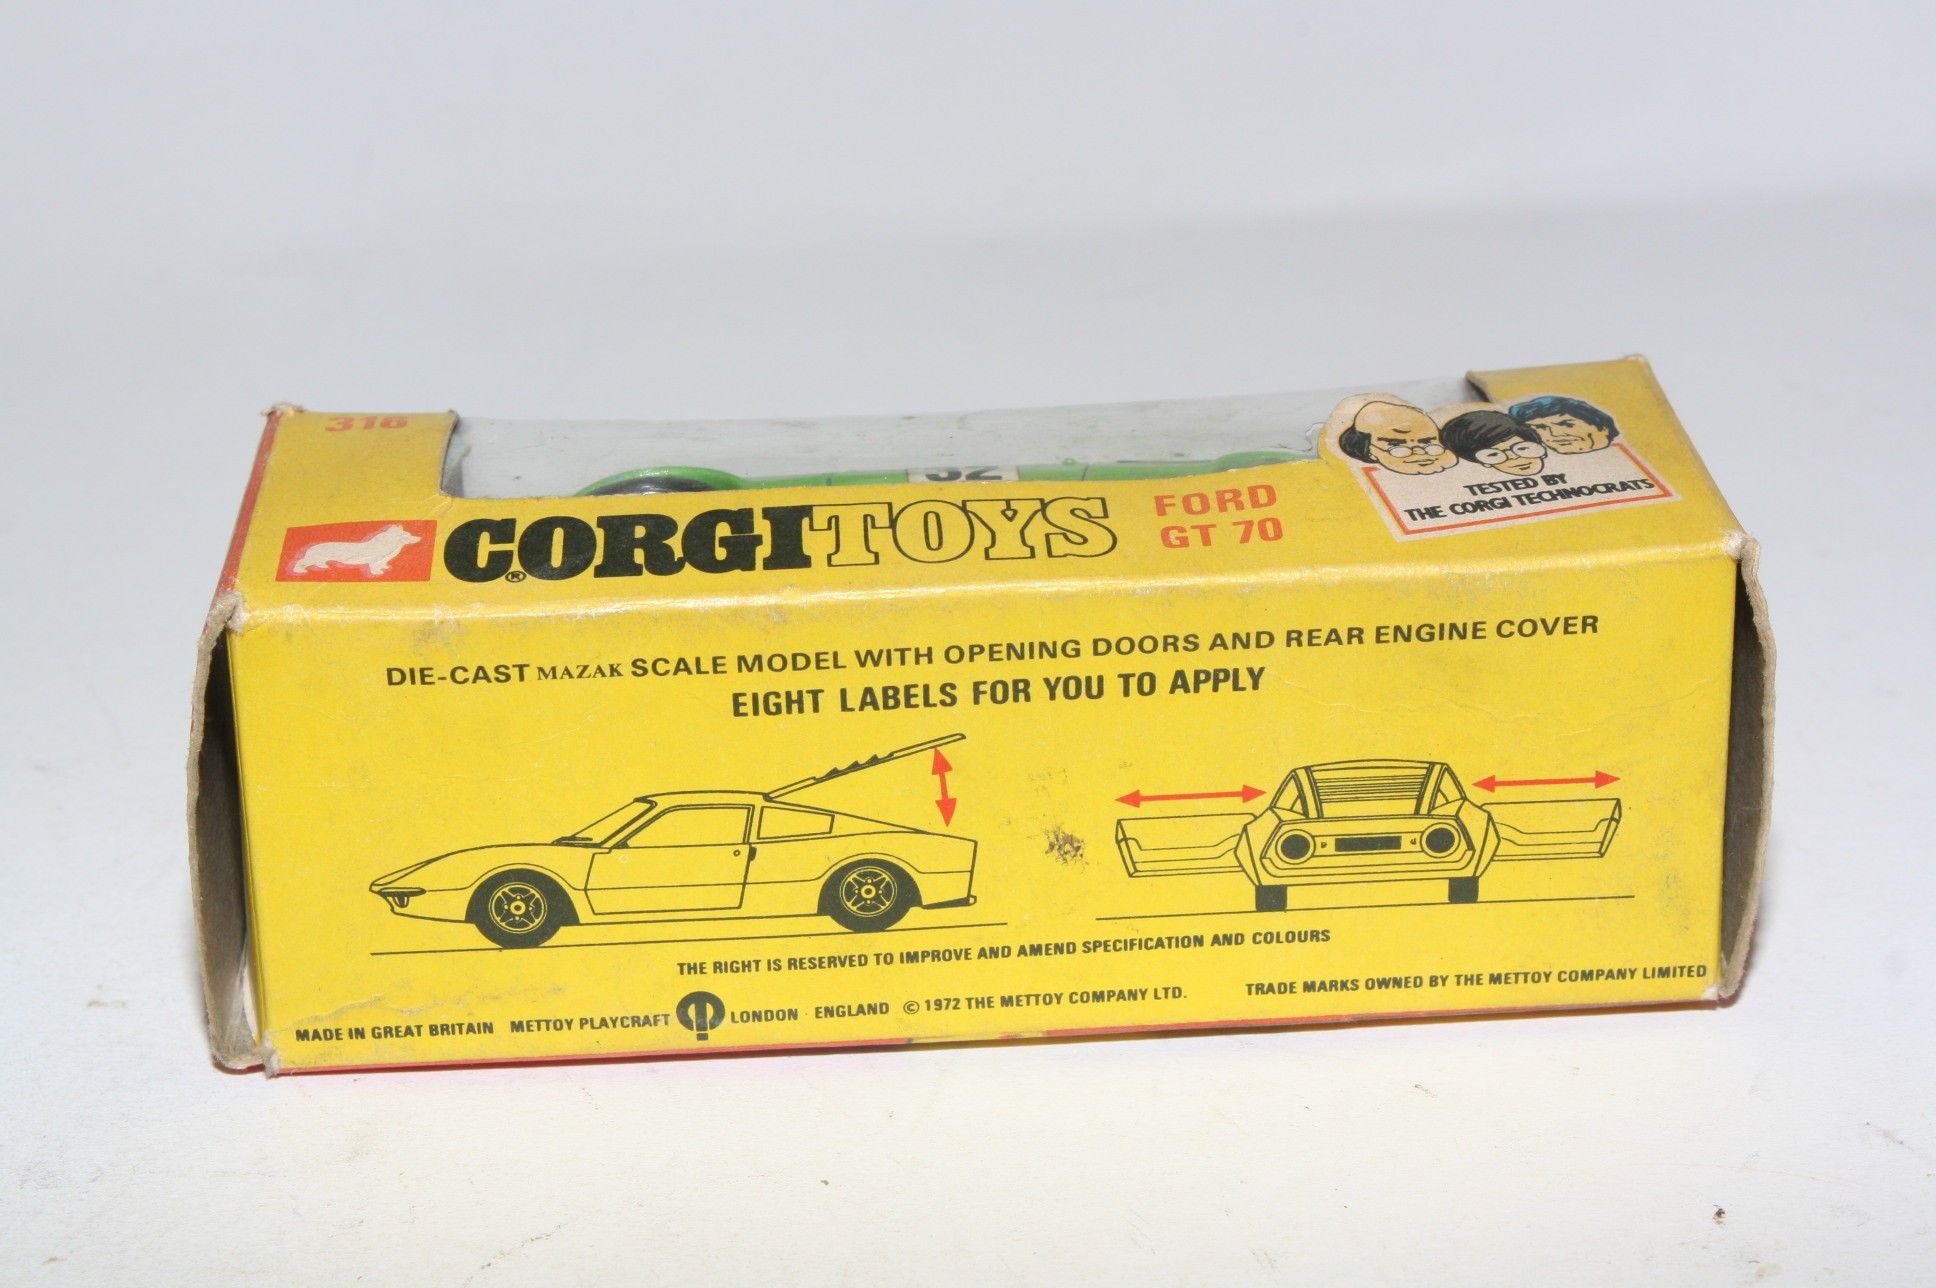 316
32
CORGI TOYS
®
FORD
GT 70
TESTED BY
THE CORGI TECHNOCRATS
DIE-CAST MAZAK SCALE MODEL WITH OPENING DOORS AND REAR ENGINE COVER
EIGHT LABELS FOR YOU TO APPLY
THE RIGHT IS RESERVED TO IMPROVE AND AMEND SPECIFICATION AND COLOURS
MADE IN GREAT BRITAIN METTOY PLAYCRAFT LONDON · ENGLAND © 1972 THE METTOY COMPANY LTD. TRADE MARKS OWNED BY THE METTOY COMPANY LIMITED